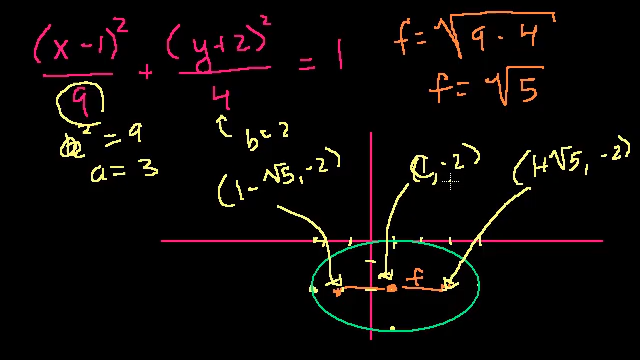 (x-1)²/9 + (y+2)²/4 = 1
f = √(9 · 4)
f = √5
a² = 9
a = 3
b = 2
(1-√5, -2)
(1, -2)
(1+√5, -2)
f